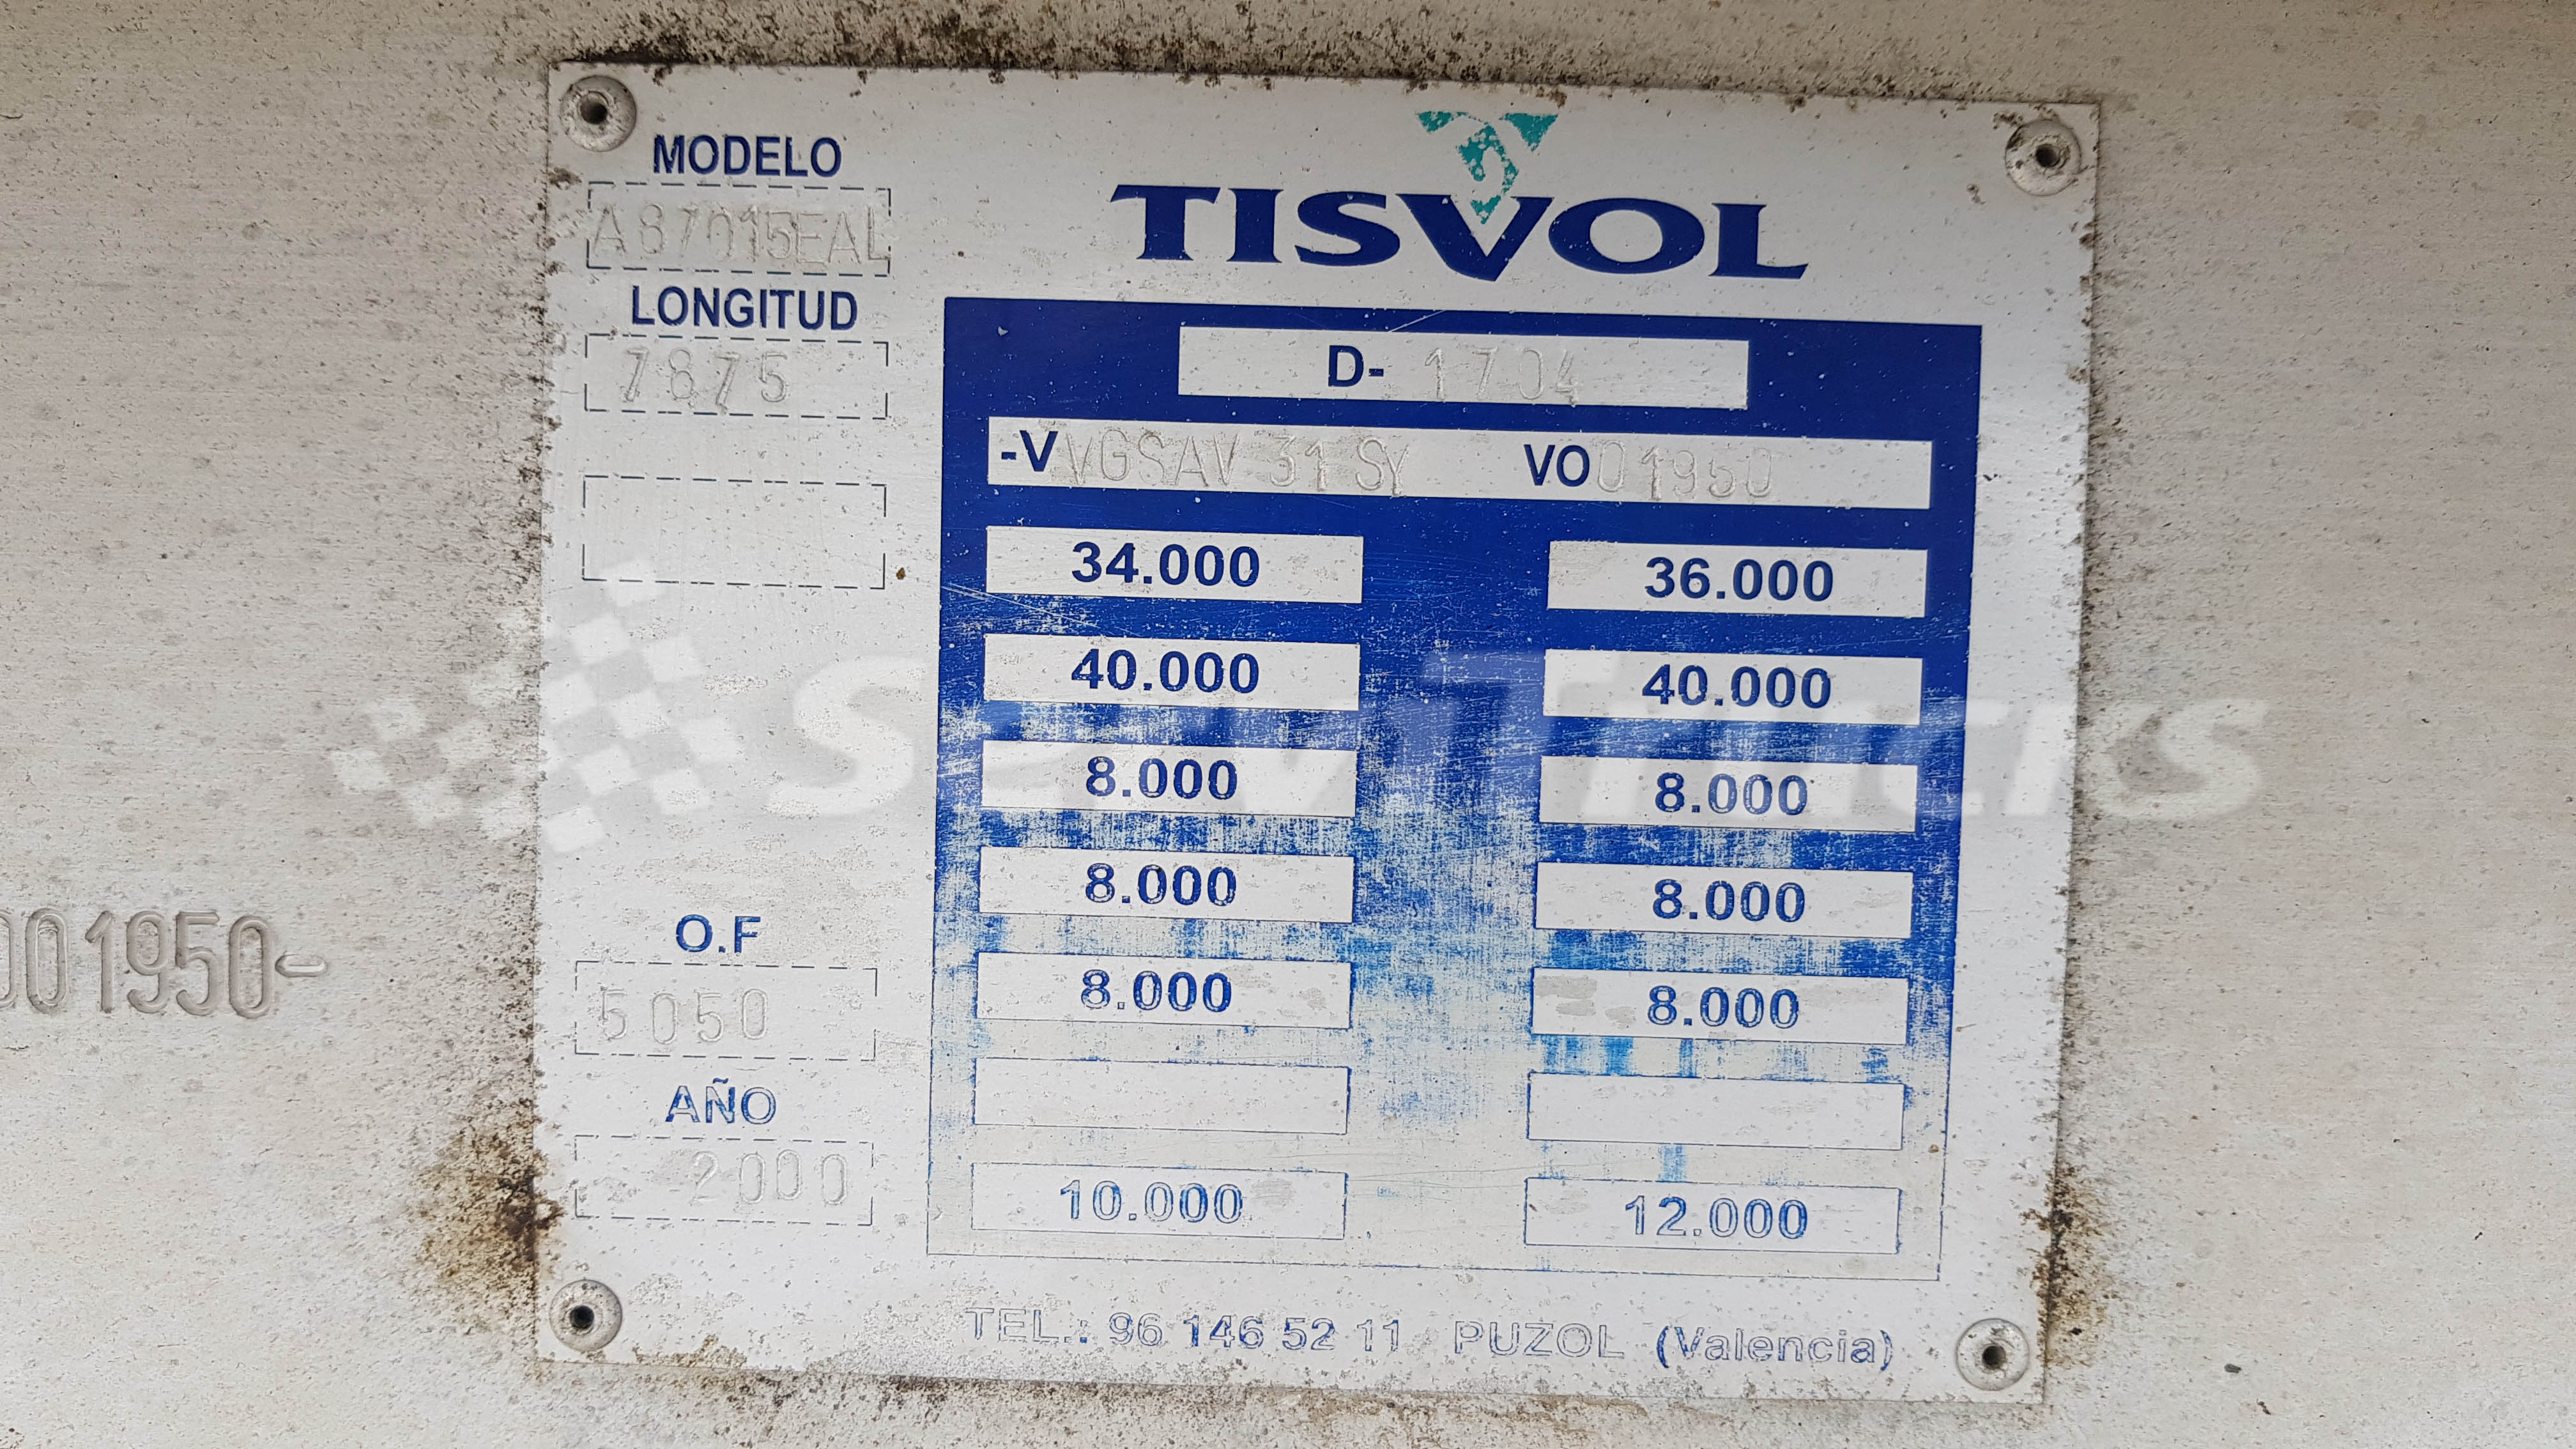 MODELO
A87015EAL
LONGITUD
7875
O.F
5050
AÑO
2000
TISVOL
D- 1704
-VVGSAV 31 SY VO01950
34.000 36.000
40.000 40.000
8.000 8.000
8.000 8.000
8.000 8.000
10.000 12.000
TEL.: 96 146 52 11 PUZOL (Valencia)
001950-